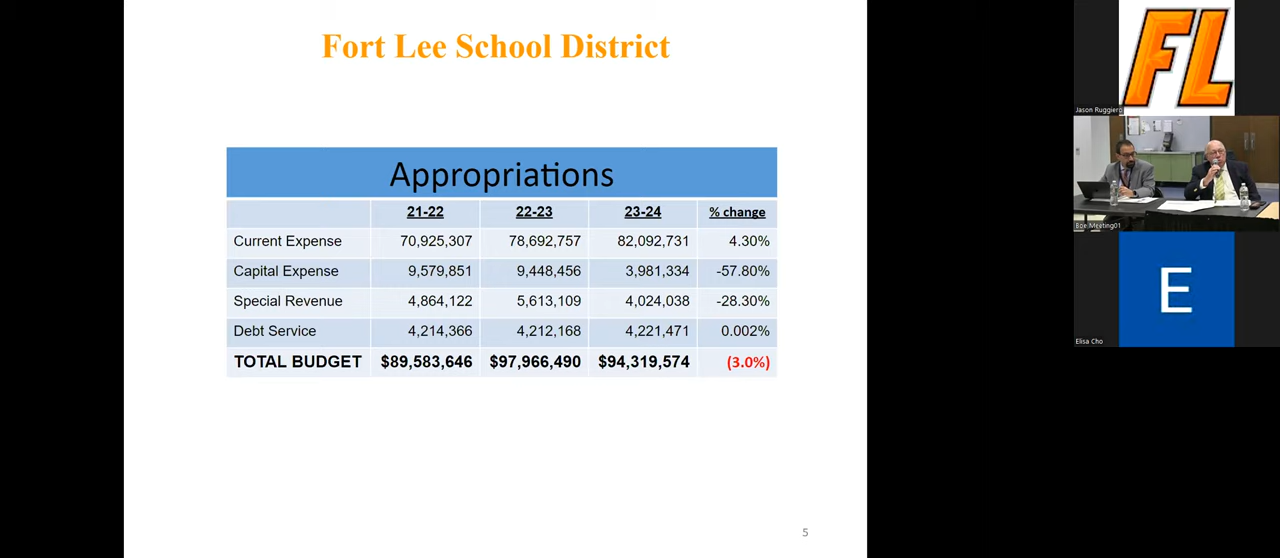 Fort Lee School District
Appropriations
21-22 22-23 23-24 % change
Current Expense 70,925,307 78,692,757 82,092,731 4.30%
Capital Expense 9,579,851 9,448,456 3,981,334 -57.80%
Special Revenue 4,864,122 5,613,109 4,024,038 -28.30%
Debt Service 4,214,366 4,212,168 4,221,471 0.002%
TOTAL BUDGET $89,583,646 $97,966,490 $94,319,574 (3.0%)
5
FL
Jason Ruggiero
Boe Meeting01
E
Elisa Cho